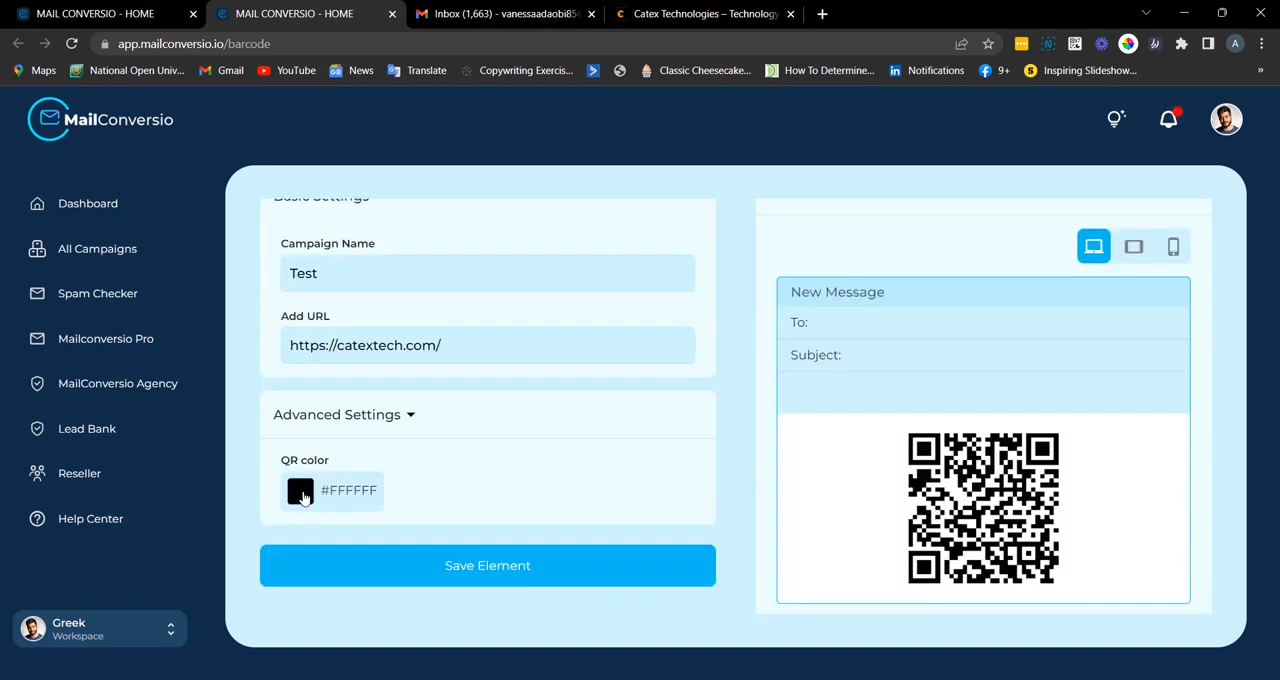 MAIL CONVERSIO - HOME
MAIL CONVERSIO - HOME
Inbox (1,663) - vanessaadaobi85
Catex Technologies – Technology
app.mailconversio.io/barcode
A
Maps
National Open Univ...
Gmail
YouTube
News
Translate
Copywriting Exercis...
Classic Cheesecake...
How To Determine...
Notifications
9+
Inspiring Slideshow...
»
MailConversio
Dashboard
All Campaigns
Spam Checker
Mailconversio Pro
MailConversio Agency
Lead Bank
Reseller
Help Center
Greek
Workspace
Basic Settings
Campaign Name
Test
Add URL
https://catextech.com/
Advanced Settings
QR color
#FFFFFF
Save Element
New Message
To:
Subject: